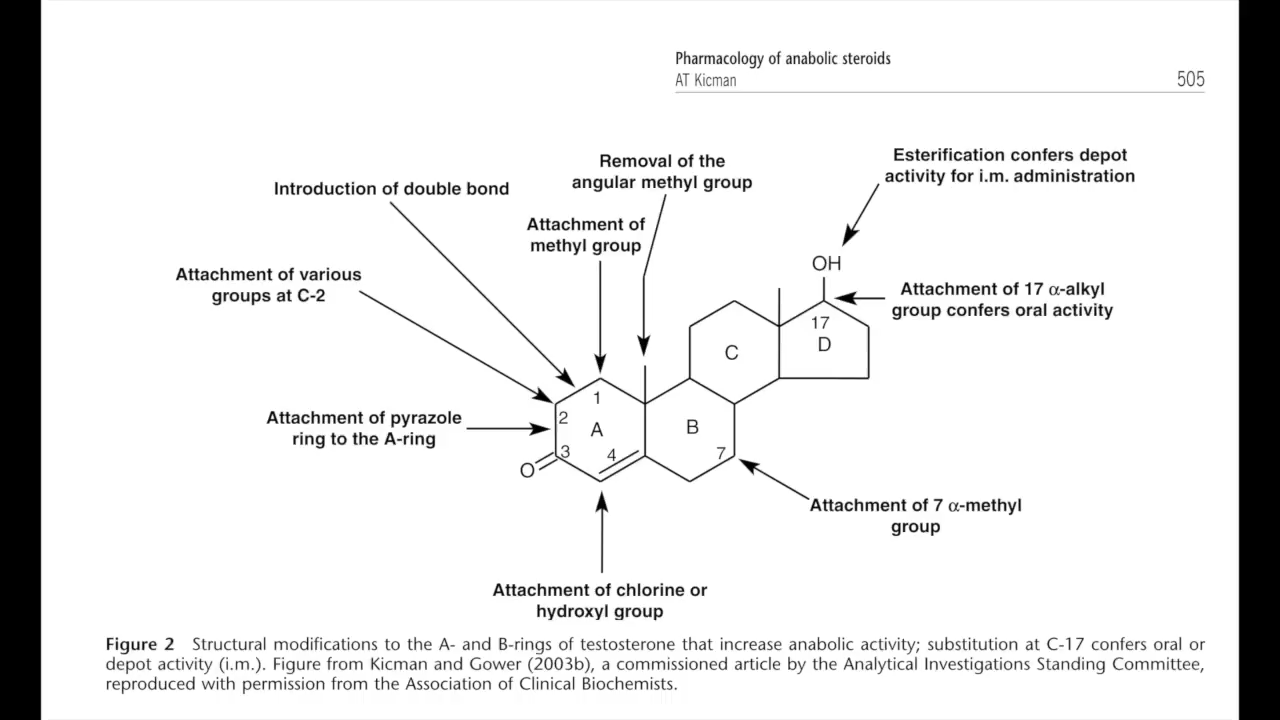 Pharmacology of anabolic steroids
AT Kicman
505
Esterification confers depot
activity for i.m. administration
Removal of the
angular methyl group
Introduction of double bond
Attachment of
methyl group
Attachment of various
groups at C-2
OH
Attachment of 17 α-alkyl
group confers oral activity
17
D
C
1
2
A
B
Attachment of pyrazole
ring to the A-ring
3
4
7
O
Attachment of 7 α-methyl
group
Attachment of chlorine or
hydroxyl group
Figure 2 Structural modifications to the A- and B-rings of testosterone that increase anabolic activity; substitution at C-17 confers oral or
depot activity (i.m.). Figure from Kicman and Gower (2003b), a commissioned article by the Analytical Investigations Standing Committee,
reproduced with permission from the Association of Clinical Biochemists.